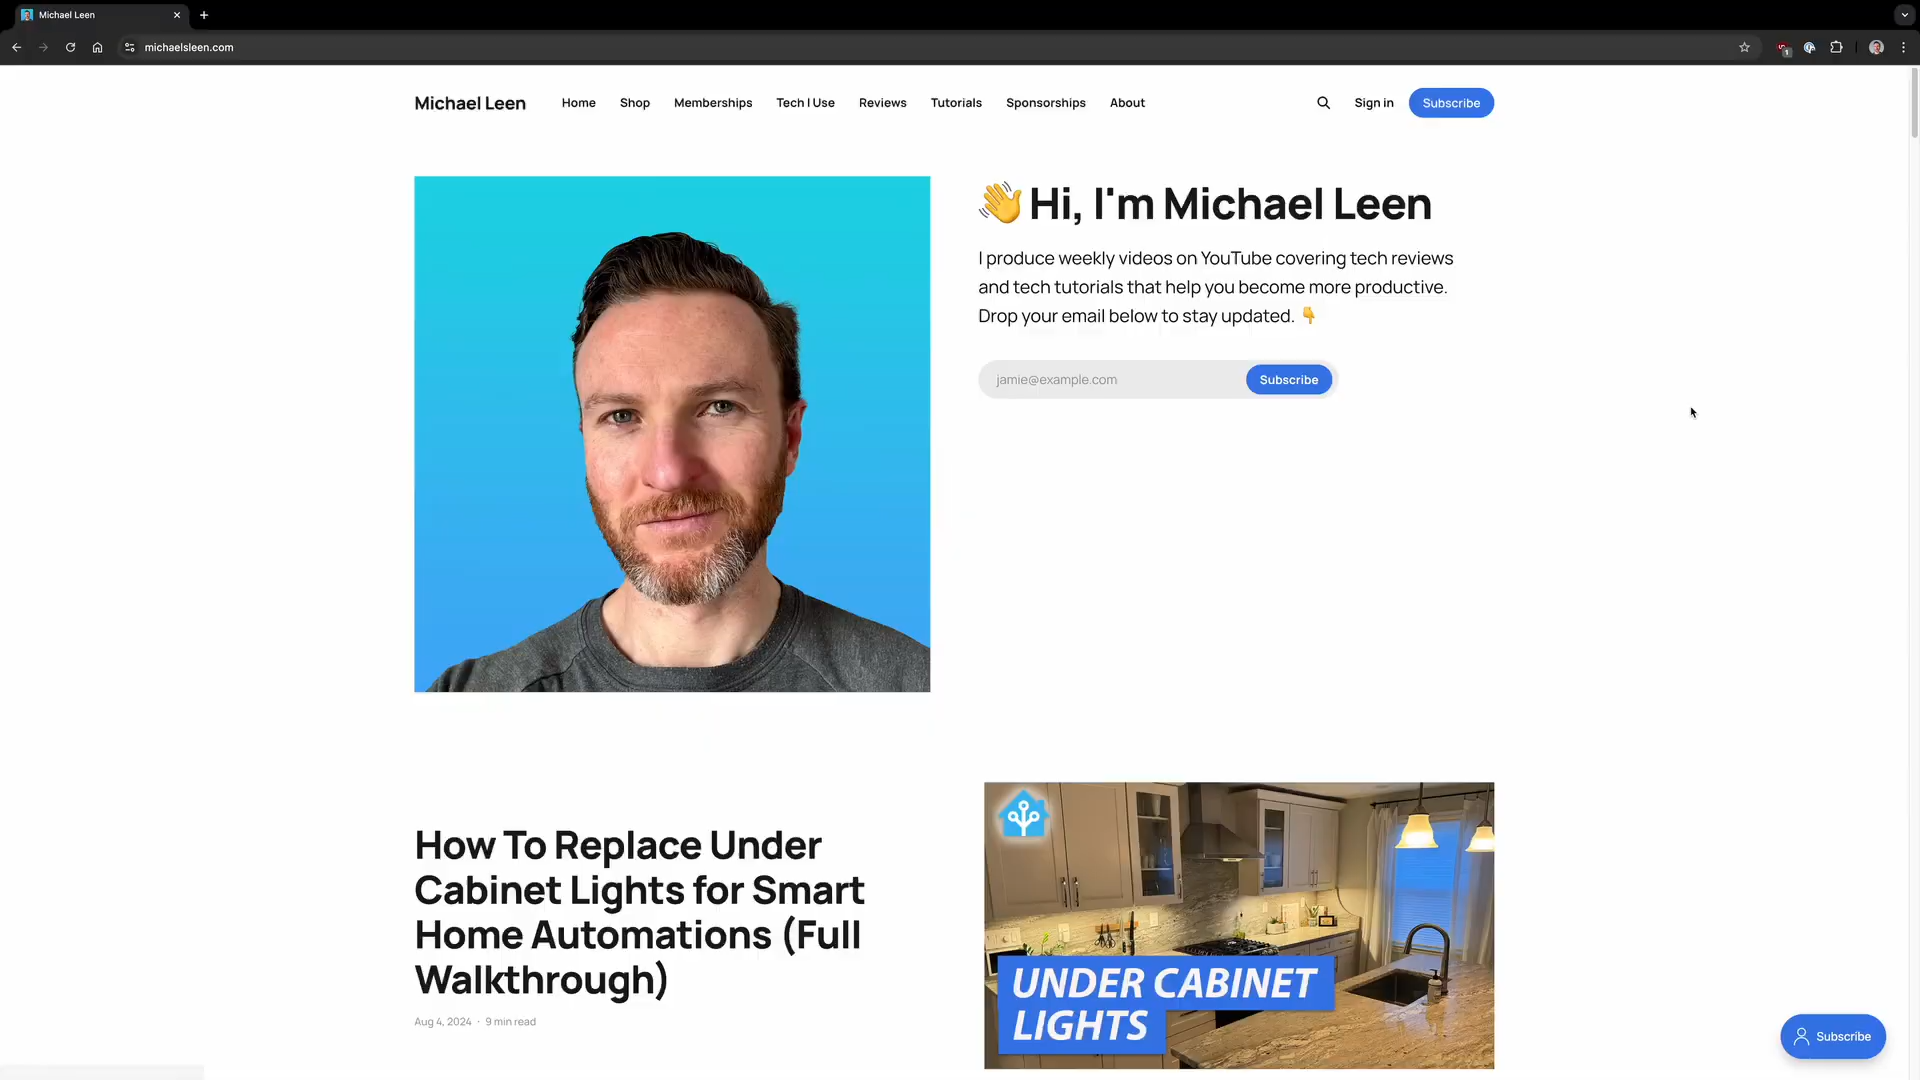 Michael Leen
michaelsleen.com
1
Michael Leen Home Shop Memberships Tech I Use Reviews Tutorials Sponsorships About Sign in Subscribe
👋 Hi, I'm Michael Leen
I produce weekly videos on YouTube covering tech reviews
and tech tutorials that help you become more productive.
Drop your email below to stay updated. 👇
jamie@example.com Subscribe
How To Replace Under
Cabinet Lights for Smart
Home Automations (Full
Walkthrough)
Aug 4, 2024 · 9 min read
UNDER CABINET
LIGHTS
Subscribe